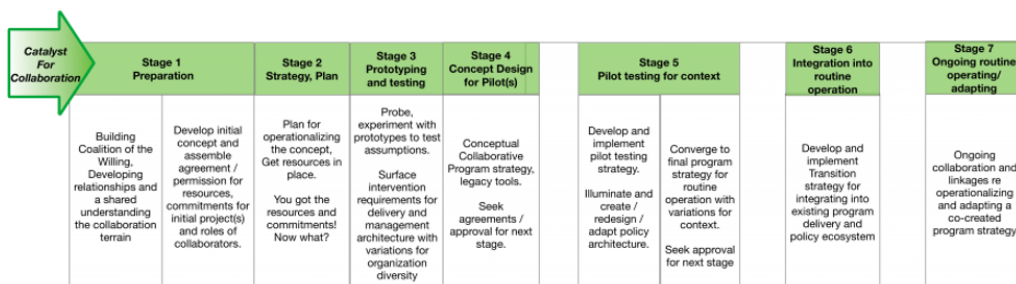 Catalyst
For
Collaboration
Stage 1
Preparation
Stage 2
Strategy, Plan
Stage 3
Prototyping
and testing
Stage 4
Concept Design
for Pilot(s)
Stage 5
Pilot testing for context
Stage 6
Integration into
routine
operation
Stage 7
Ongoing routine
operating/
adapting
Building
Coalition of the
Willing,
Developing
relationships and
a shared
understanding
the collaboration
terrain
Develop initial
concept and
assemble
agreement /
permission for
resources,
commitments for
initial project(s)
and roles of
collaborators.
Plan for
operationalizing
the concept,
Get resources in
place.
You got the
resources and
commitments!
Now what?
Probe,
experiment with
prototypes to test
assumptions.
Surface
intervention
requirements for
delivery and
management
architecture with
variations for
organization
diversity
Conceptual
Collaborative
Program strategy,
legacy tools.
Seek
agreements /
approval for next
stage.
Develop and
implement
pilot testing
strategy.
Illuminate and
create /
redesign /
adapt policy
architecture.
Converge to
final program
strategy for
routine
operation with
variations for
context.
Seek approval
for next stage
Develop and
implement
Transition
strategy for
integrating into
existing program
delivery and
policy ecosystem
Ongoing
collaboration and
linkages re
operationalizing
and adapting a
co-created
program strategy